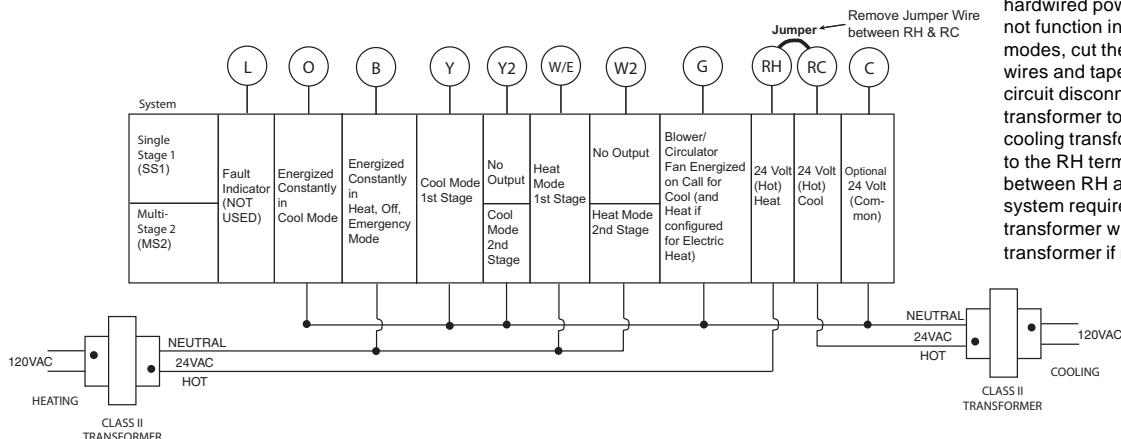 Remove Jumper Wire
between RH & RC
Jumper
L O B Y Y2 W/E W2 G RH RC C
System
Single
Stage 1
(SS1)
Multi-
Stage 2
(MS2)
Fault
Indicator
(NOT
USED)
Energized
Constantly
in
Cool Mode
Energized
Constantly
in
Heat, Off,
Emergency
Mode
Cool Mode
1st Stage
No
Output
Cool
Mode
2nd
Stage
Heat
Mode
1st Stage
No Output
Heat Mode
2nd Stage
Blower/
Circulator
Fan Energized
on Call for
Cool (and
Heat if
configured
for Electric
Heat)
24 Volt
(Hot)
Heat
24 Volt
(Hot)
Cool
Optional
24 Volt
(Com-
mon)
120VAC
HEATING
NEUTRAL
24VAC
HOT
CLASS II
TRANSFORMER
NEUTRAL
24VAC
HOT
120VAC
COOLING
CLASS II
TRANSFORMER
hardwired pow
not function in
modes, cut the
wires and tape
circuit disconn
transformer to
cooling transfo
to the RH term
between RH a
system require
transformer w
transformer if